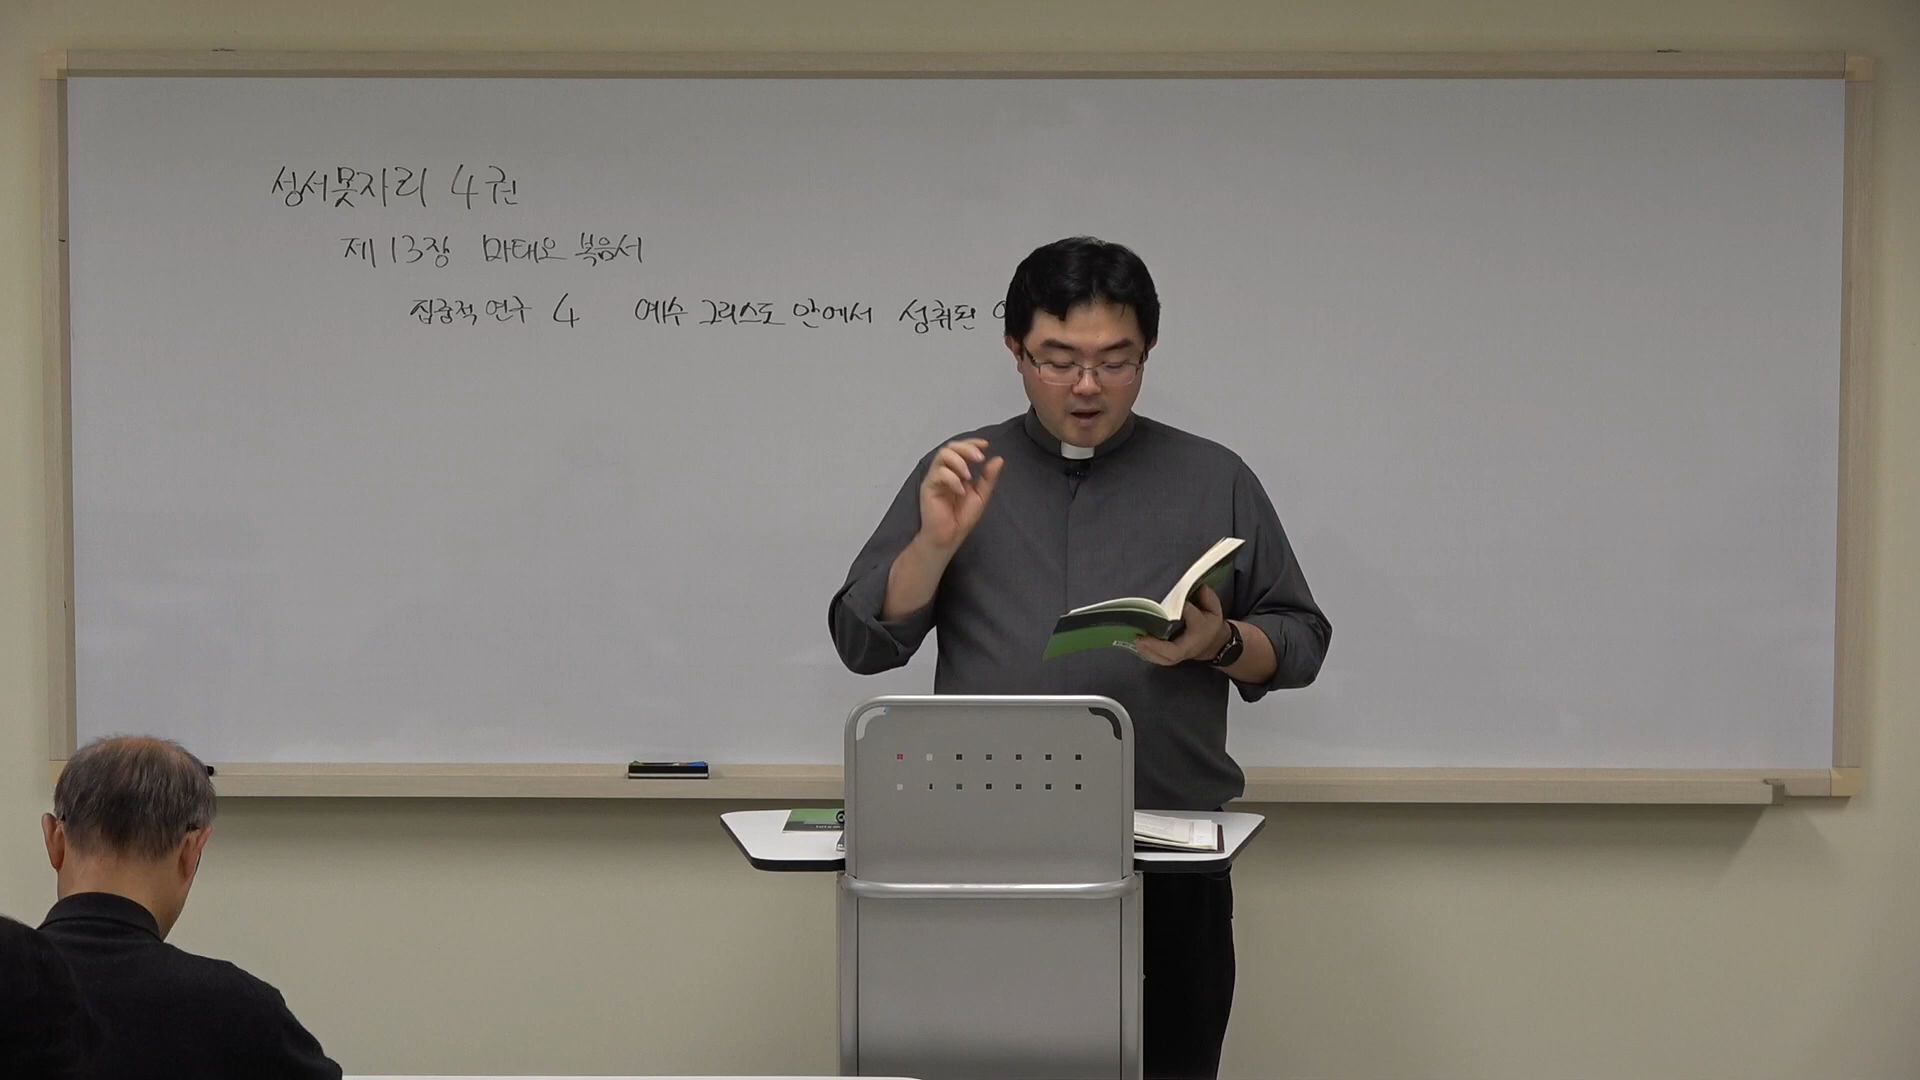 성서못자리 4권
제 13장 마태오 복음서
집중적 연구 4 예수 그리스도 안에서 성취된